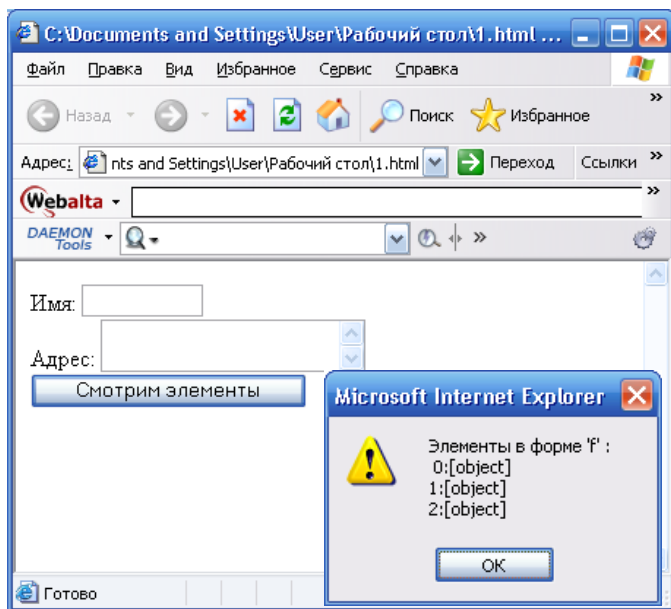 C:\Documents and Settings\User\Рабочий стол\1.html ...
Файл Правка Вид Избранное Сервис Справка
Назад Поиск Избранное »
Адрес: nts and Settings\User\Рабочий стол\1.html Переход Ссылки »
Webalta »
DAEMON Tools »
Имя:
Адрес:
Смотрим элементы
Microsoft Internet Explorer
Элементы в форме 'f' :
0:[object]
1:[object]
2:[object]
OK
Готово